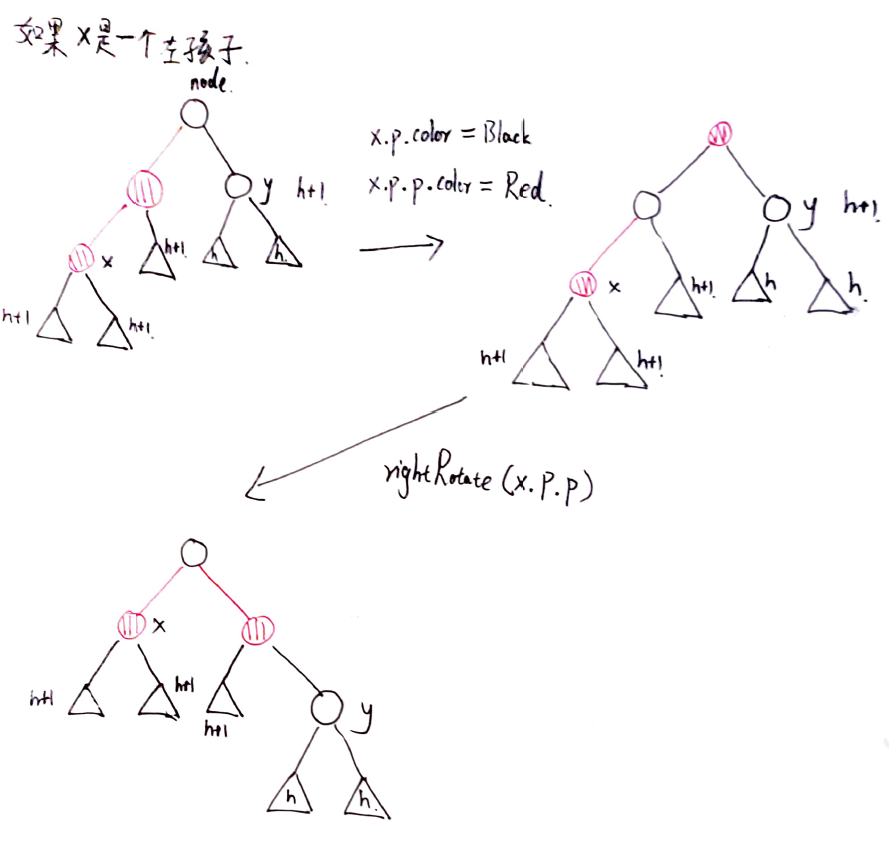 如果 x是一个左孩子.
node.
x.p.color = Black
x.p.p.color = Red.
y h+1.
x
h+1.
h
h.
h+1
h+1.
y h+1.
x
h+1.
h
h.
h+1
h+1.
rightRotate (x.p.p)
x
h+1
h+1
h+1
y
h
h.